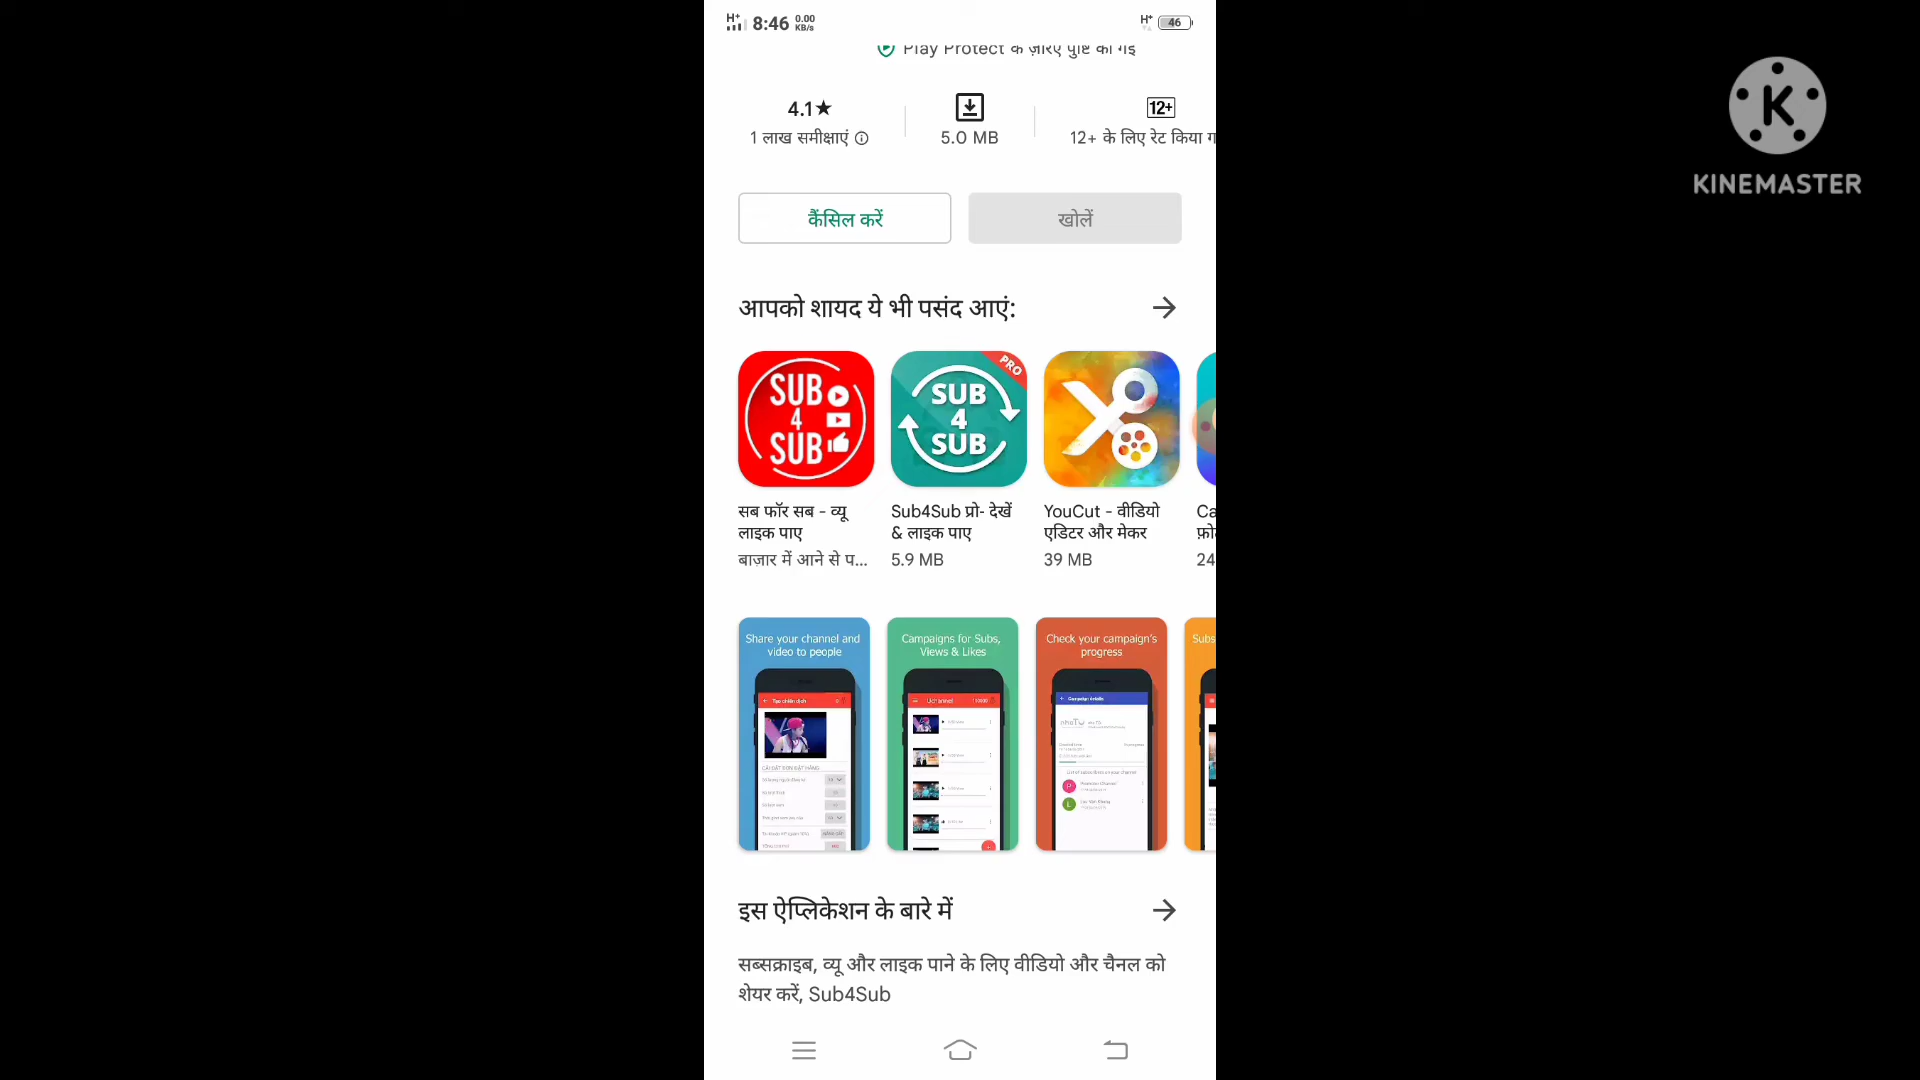 H+ 8:46 0.00 KB/s H+ 46
Play Protect के ज़रिए पुष्टि की गई
4.1★ 12+
1 लाख समीक्षाएं 5.0 MB 12+ के लिए रेट किया
कैंसिल करें खोलें
आपको शायद ये भी पसंद आएं:
SUB 4 SUB
SUB 4 SUB PRO
सब फॉर सब - व्यू Sub4Sub प्रो- देखें YouCut - वीडियो Ca
लाइक पाए & लाइक पाए एडिटर और मेकर फ़ो
बाज़ार में आने से प... 5.9 MB 39 MB 24
Share your channel and Campaigns for Subs, Check your campaign's Subs
video to people Views & Likes progress
Uchannel
Campaign details
इस ऐप्लिकेशन के बारे में
सब्सक्राइब, व्यू और लाइक पाने के लिए वीडियो और चैनल को
शेयर करें, Sub4Sub
K
KINEMASTER